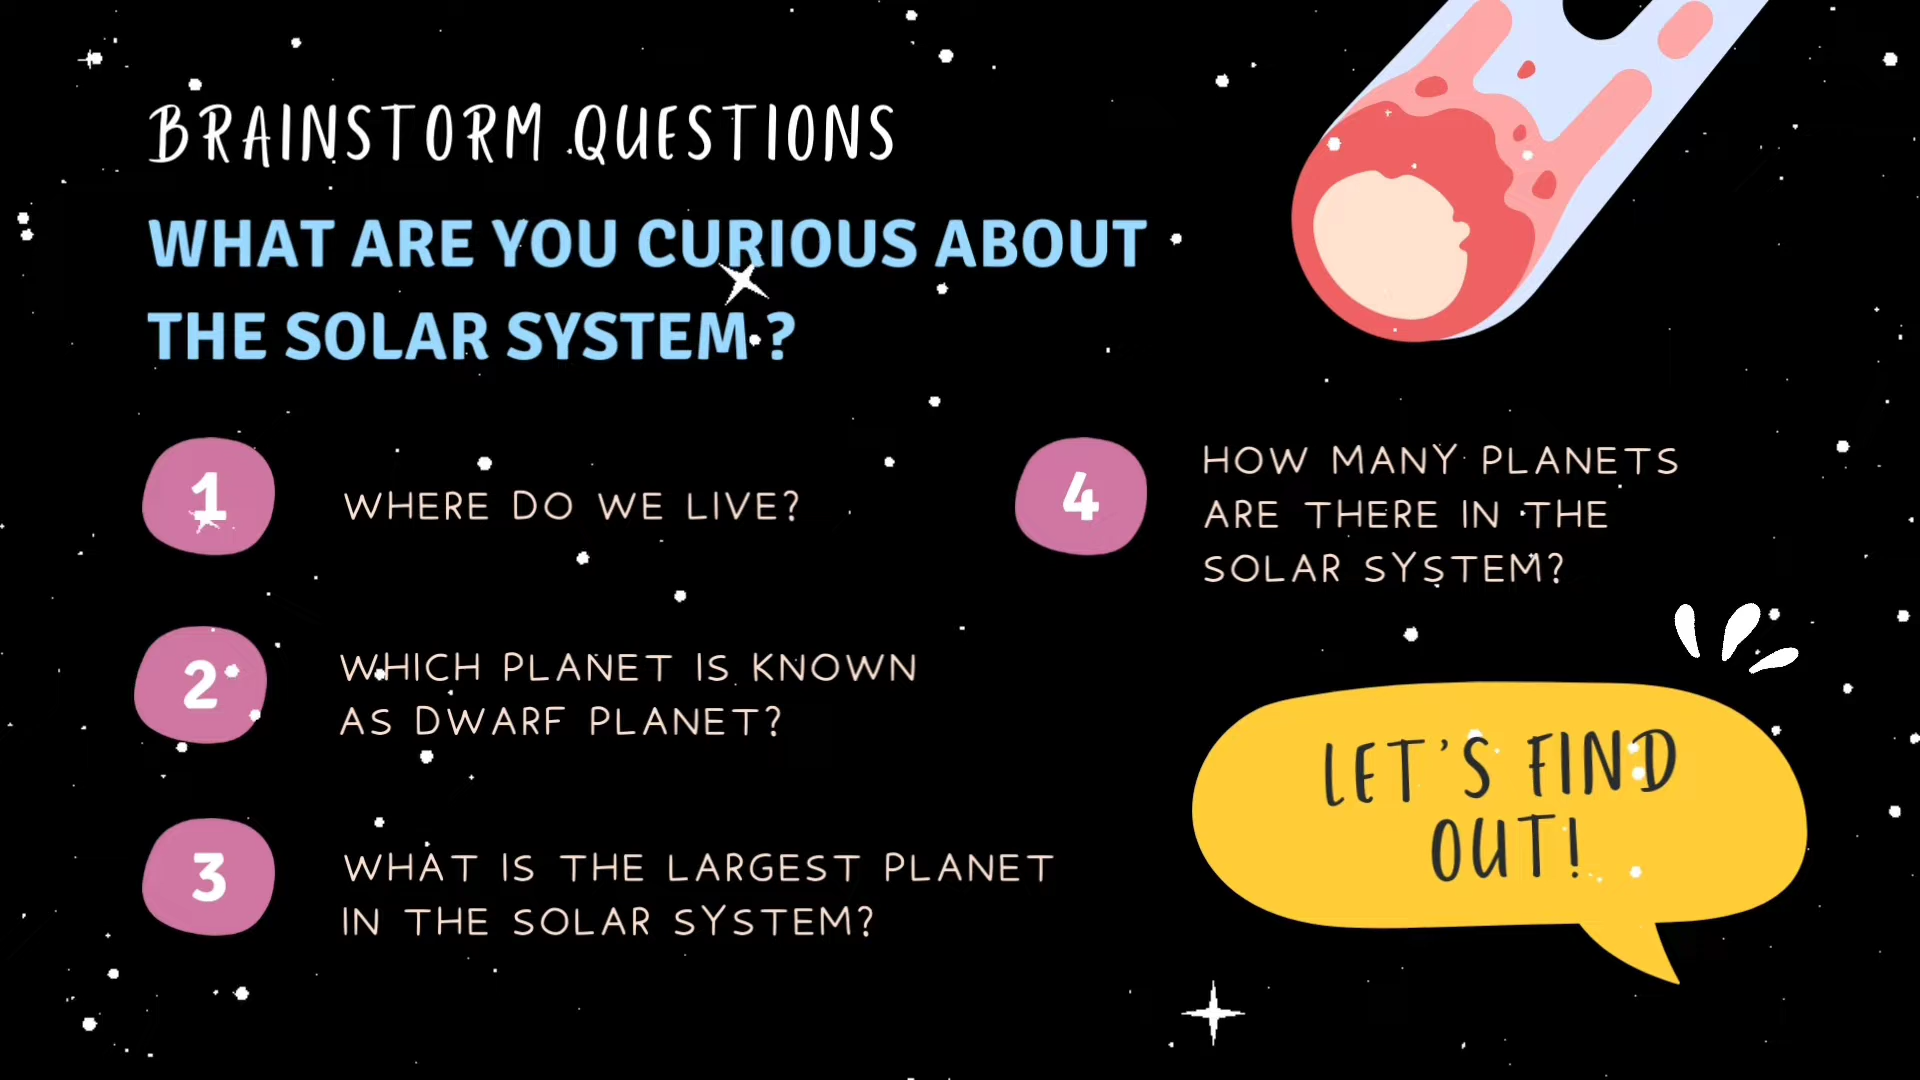 BRAINSTORM QUESTIONS
WHAT ARE YOU CURIOUS ABOUT
THE SOLAR SYSTEM ?
1
WHERE DO WE LIVE?
2
WHICH PLANET IS KNOWN
AS DWARF PLANET?
3
WHAT IS THE LARGEST PLANET
IN THE SOLAR SYSTEM?
4
HOW MANY PLANETS
ARE THERE IN THE
SOLAR SYSTEM?
LET'S FIND
OUT!